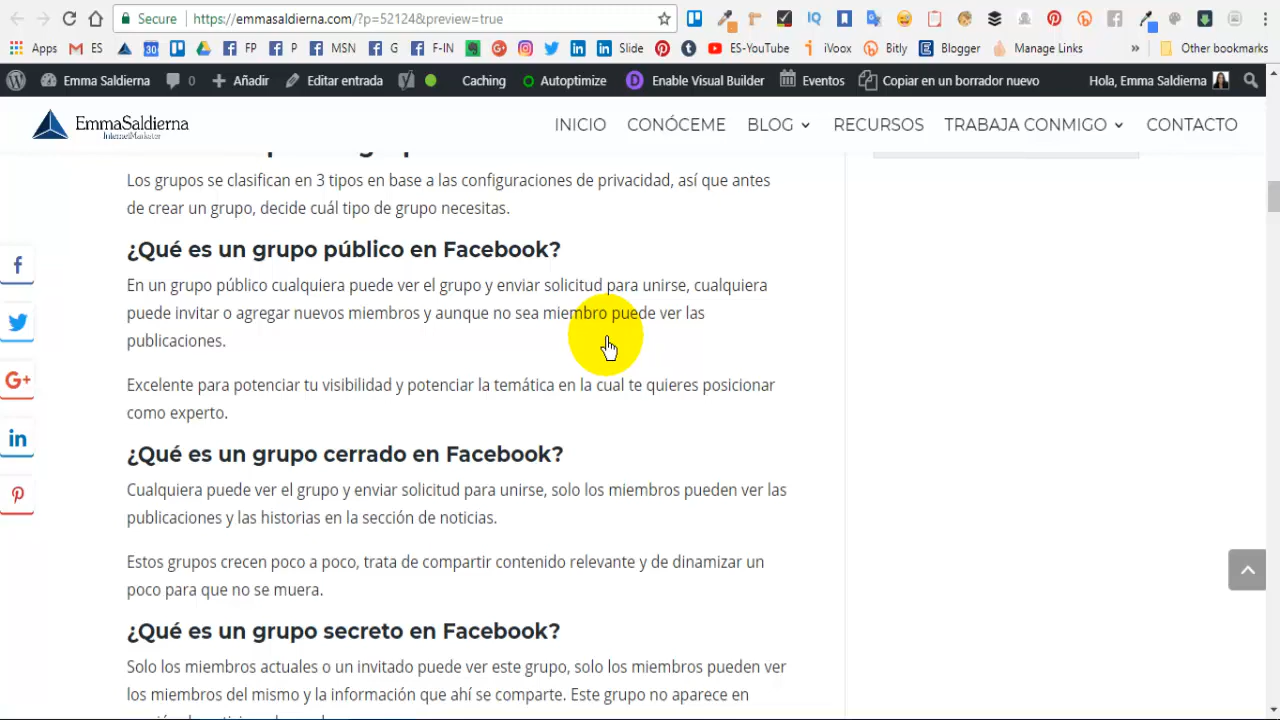 Secure
https://emmasaldierna.com/?p=52124&preview=true
Apps ES FP P MSN G F-IN Slide ES-YouTube iVoox Bitly Blogger Manage Links » Other bookmarks
Emma Saldierna 0 Añadir Editar entrada Caching Autoptimize Enable Visual Builder Eventos Copiar en un borrador nuevo Hola, Emma Saldierna
EmmaSaldierna
InternetMarketer
INICIO CONÓCEME BLOG RECURSOS TRABAJA CONMIGO CONTACTO
Los grupos se clasifican en 3 tipos en base a las configuraciones de privacidad, así que antes
de crear un grupo, decide cuál tipo de grupo necesitas.
¿Qué es un grupo público en Facebook?
En un grupo público cualquiera puede ver el grupo y enviar solicitud para unirse, cualquiera
puede invitar o agregar nuevos miembros y aunque no sea miembro puede ver las
publicaciones.
Excelente para potenciar tu visibilidad y potenciar la temática en la cual te quieres posicionar
como experto.
¿Qué es un grupo cerrado en Facebook?
Cualquiera puede ver el grupo y enviar solicitud para unirse, solo los miembros pueden ver las
publicaciones y las historias en la sección de noticias.
Estos grupos crecen poco a poco, trata de compartir contenido relevante y de dinamizar un
poco para que no se muera.
¿Qué es un grupo secreto en Facebook?
Solo los miembros actuales o un invitado puede ver este grupo, solo los miembros pueden ver
los miembros del mismo y la información que ahí se comparte. Este grupo no aparece en